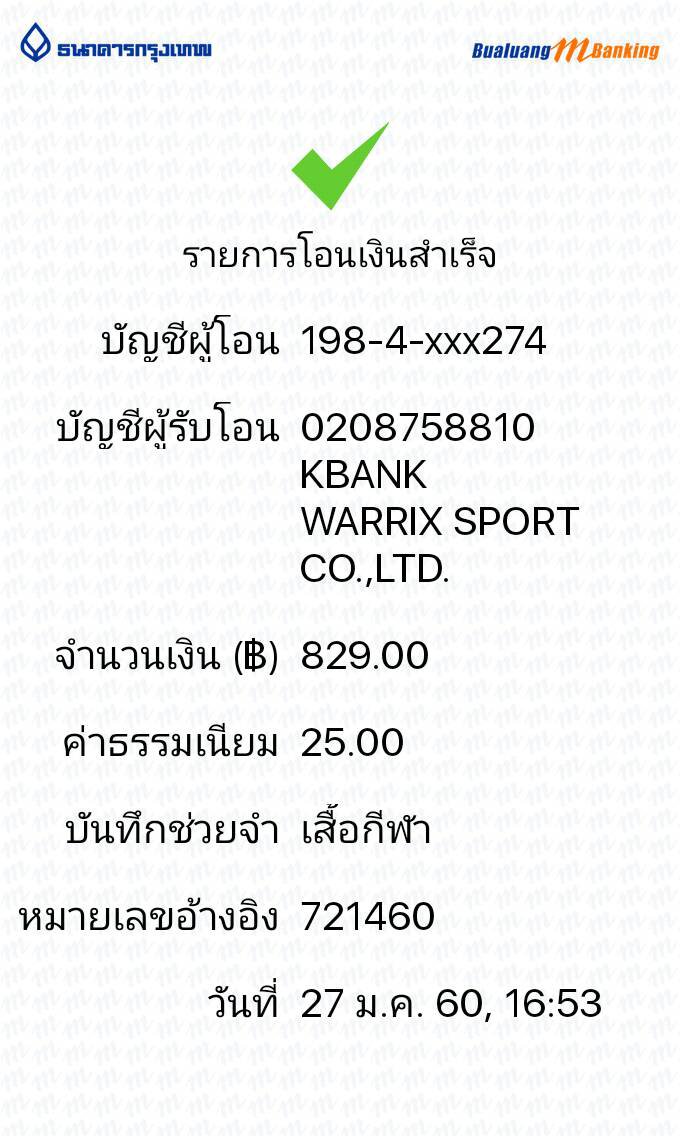 ธนาคารกรุงเทพ
Bualuang mBanking
รายการโอนเงินสำเร็จ
บัญชีผู้โอน 198-4-xxx274
บัญชีผู้รับโอน 0208758810
KBANK
WARRIX SPORT
CO.,LTD.
จำนวนเงิน (฿) 829.00
ค่าธรรมเนียม 25.00
บันทึกช่วยจำ เสื้อกีฬา
หมายเลขอ้างอิง 721460
วันที่ 27 ม.ค. 60, 16:53